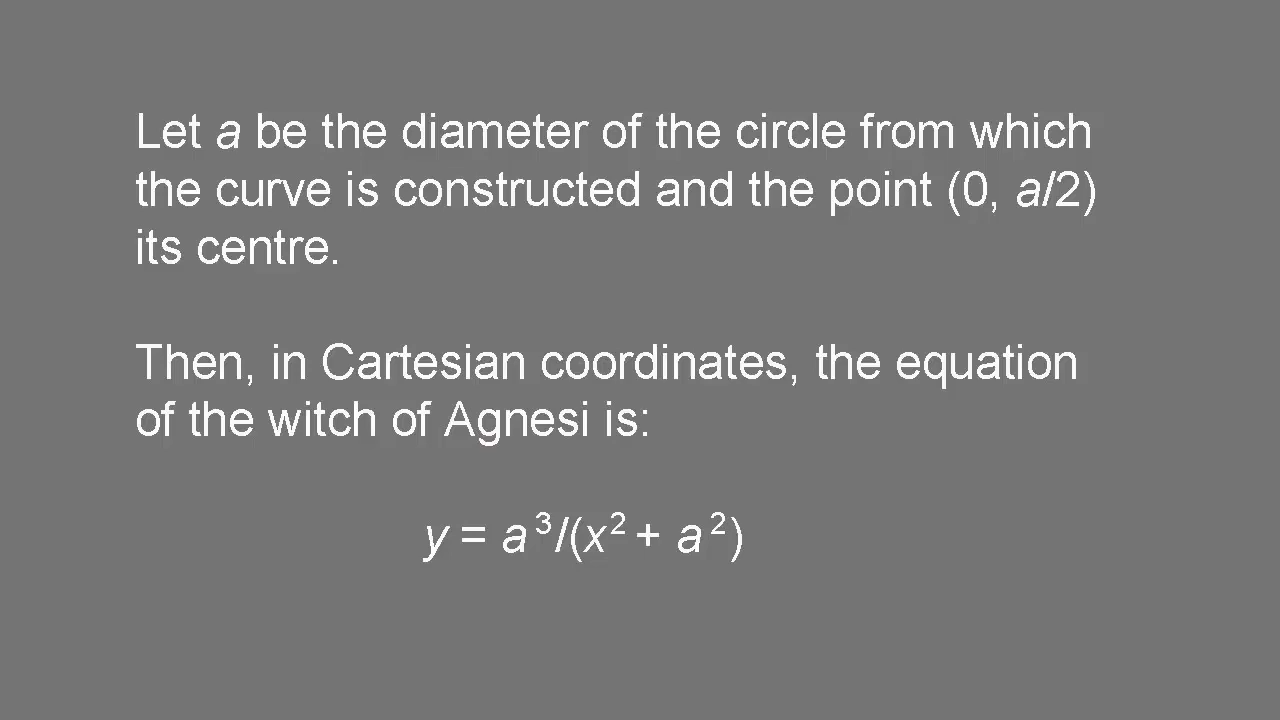 Let a be the diameter of the circle from which
the curve is constructed and the point (0, a/2)
its centre.
Then, in Cartesian coordinates, the equation
of the witch of Agnesi is:
y = a³/(x² + a²)